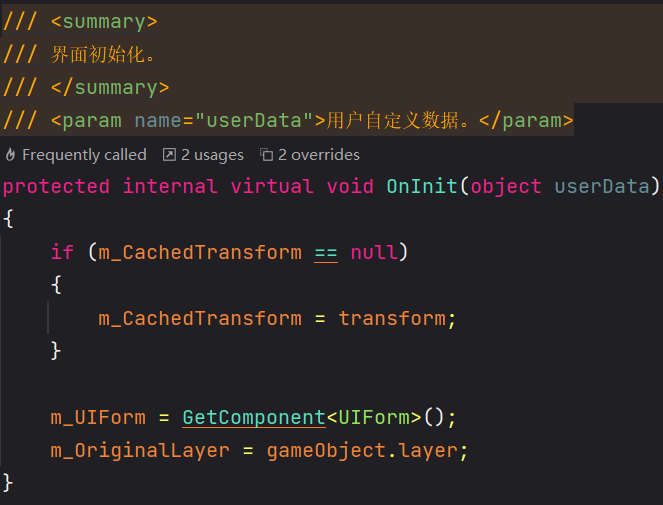 /// <summary>
/// 界面初始化。
/// </summary>
/// <param name="userData">用户自定义数据。</param>
Frequently called 2 usages 2 overrides
protected internal virtual void OnInit(object userData)
{
if (m_CachedTransform == null)
{
m_CachedTransform = transform;
}
m_UIForm = GetComponent<UIForm>();
m_OriginalLayer = gameObject.layer;
}